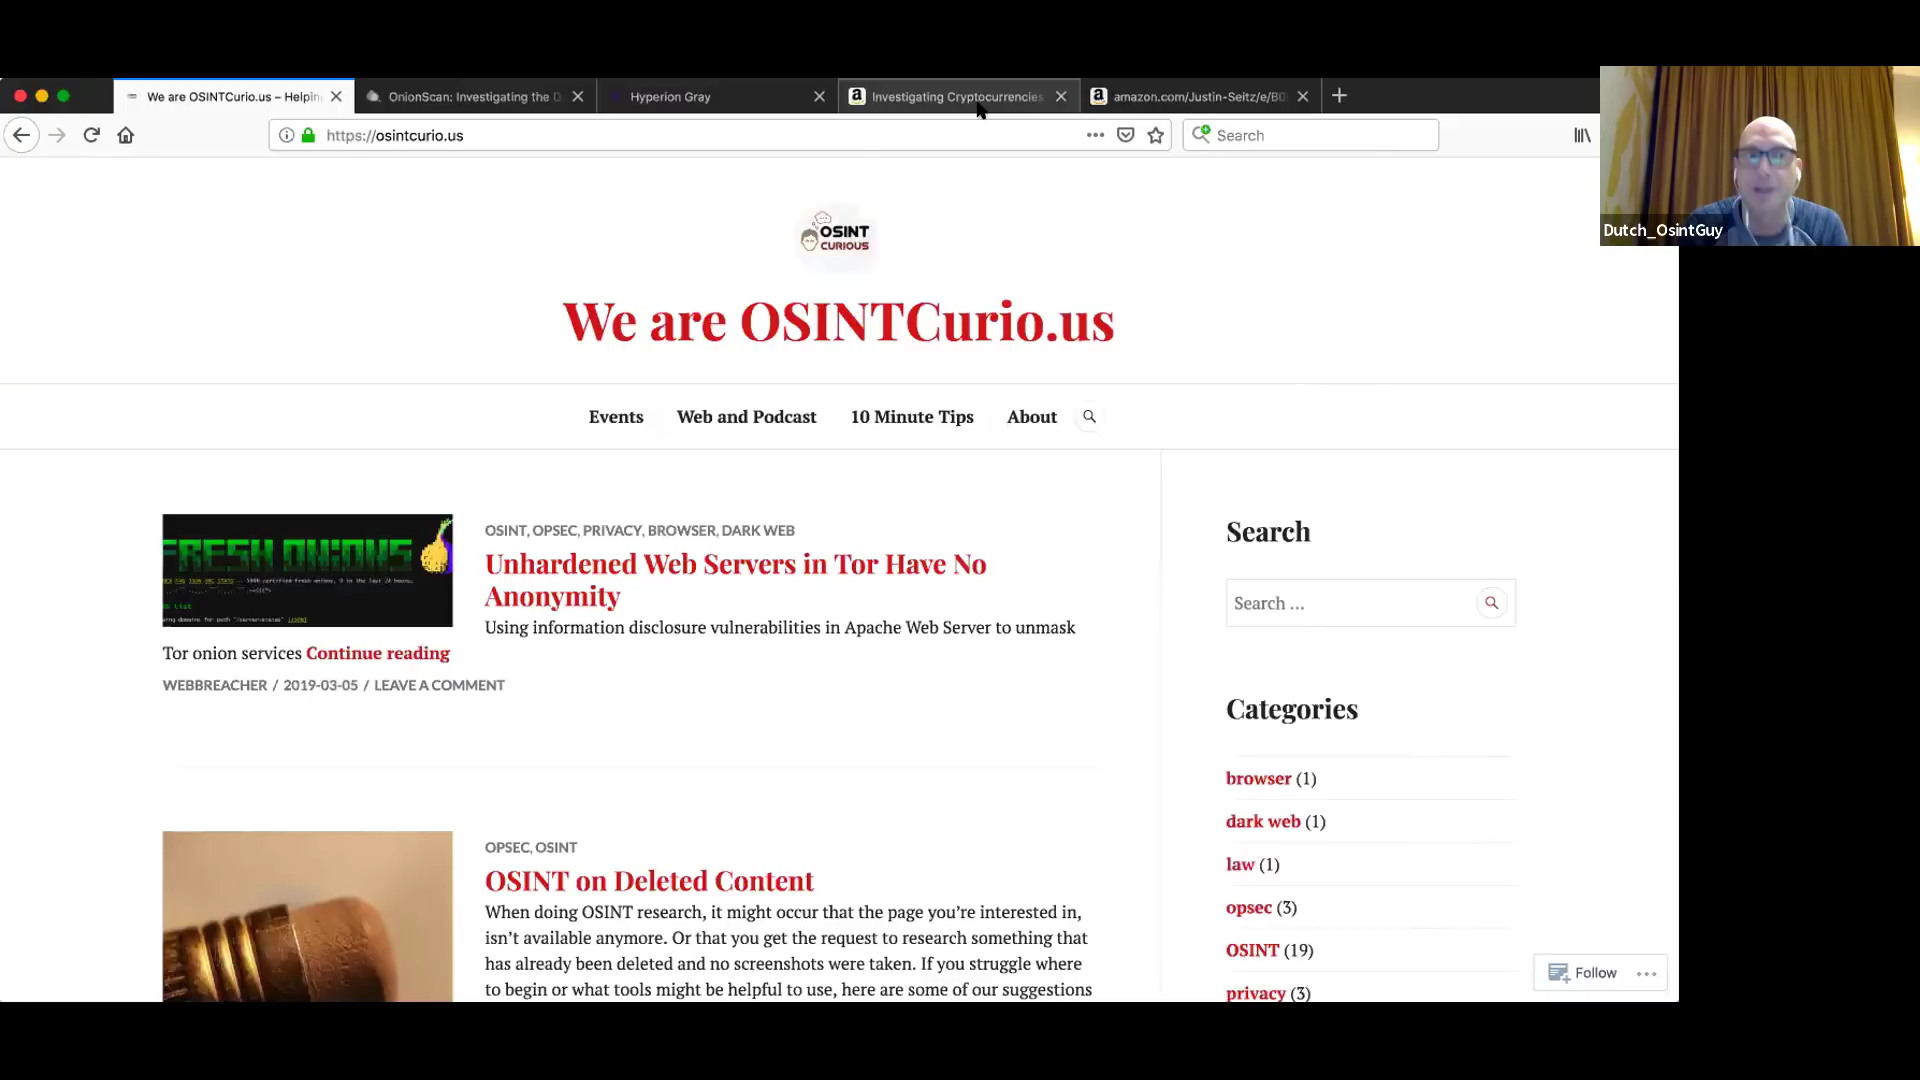 We are OSINTCurio.us – Helpin
OnionScan: Investigating the D
Hyperion Gray
Investigating Cryptocurrencies
amazon.com/Justin-Seitz/e/B0
https://osintcurio.us
Search
Dutch_OsintGuy
OSINT
CURIOUS
We are OSINTCurio.us
Events
Web and Podcast
10 Minute Tips
About
FRESH ONIONS
OSINT, OPSEC, PRIVACY, BROWSER, DARK WEB
Unhardened Web Servers in Tor Have No
Anonymity
Using information disclosure vulnerabilities in Apache Web Server to unmask
Tor onion services Continue reading
WEBBREACHER / 2019-03-05 / LEAVE A COMMENT
OPSEC, OSINT
OSINT on Deleted Content
When doing OSINT research, it might occur that the page you’re interested in,
isn’t available anymore. Or that you get the request to research something that
has already been deleted and no screenshots were taken. If you struggle where
to begin or what tools might be helpful to use, here are some of our suggestions
Search
Search ...
Categories
browser (1)
dark web (1)
law (1)
opsec (3)
OSINT (19)
privacy (3)
Follow